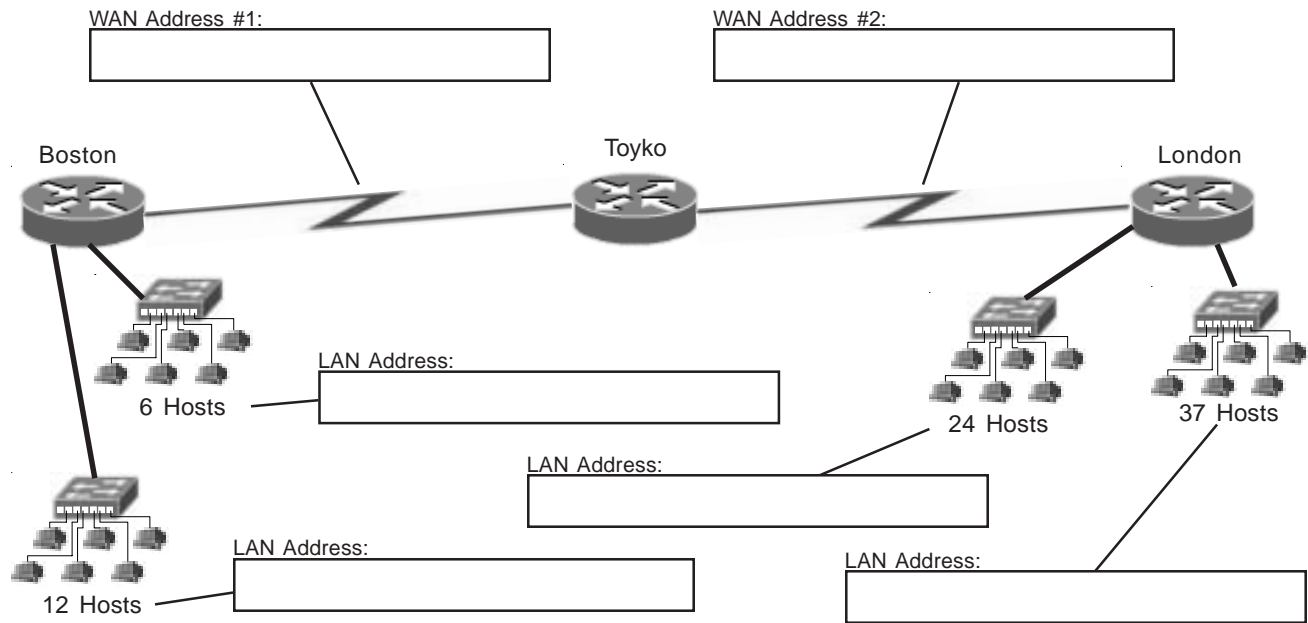 WAN Address #1:
WAN Address #2:
Boston
Toyko
London
LAN Address:
6 Hosts
24 Hosts
37 Hosts
LAN Address:
LAN Address:
LAN Address:
12 Hosts